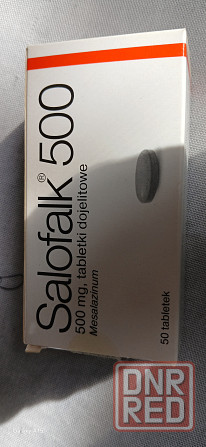 Salofalk® 500
500 mg, tabletki dojelitowe
Mesalazinum
50 tabletek
DNR
RED